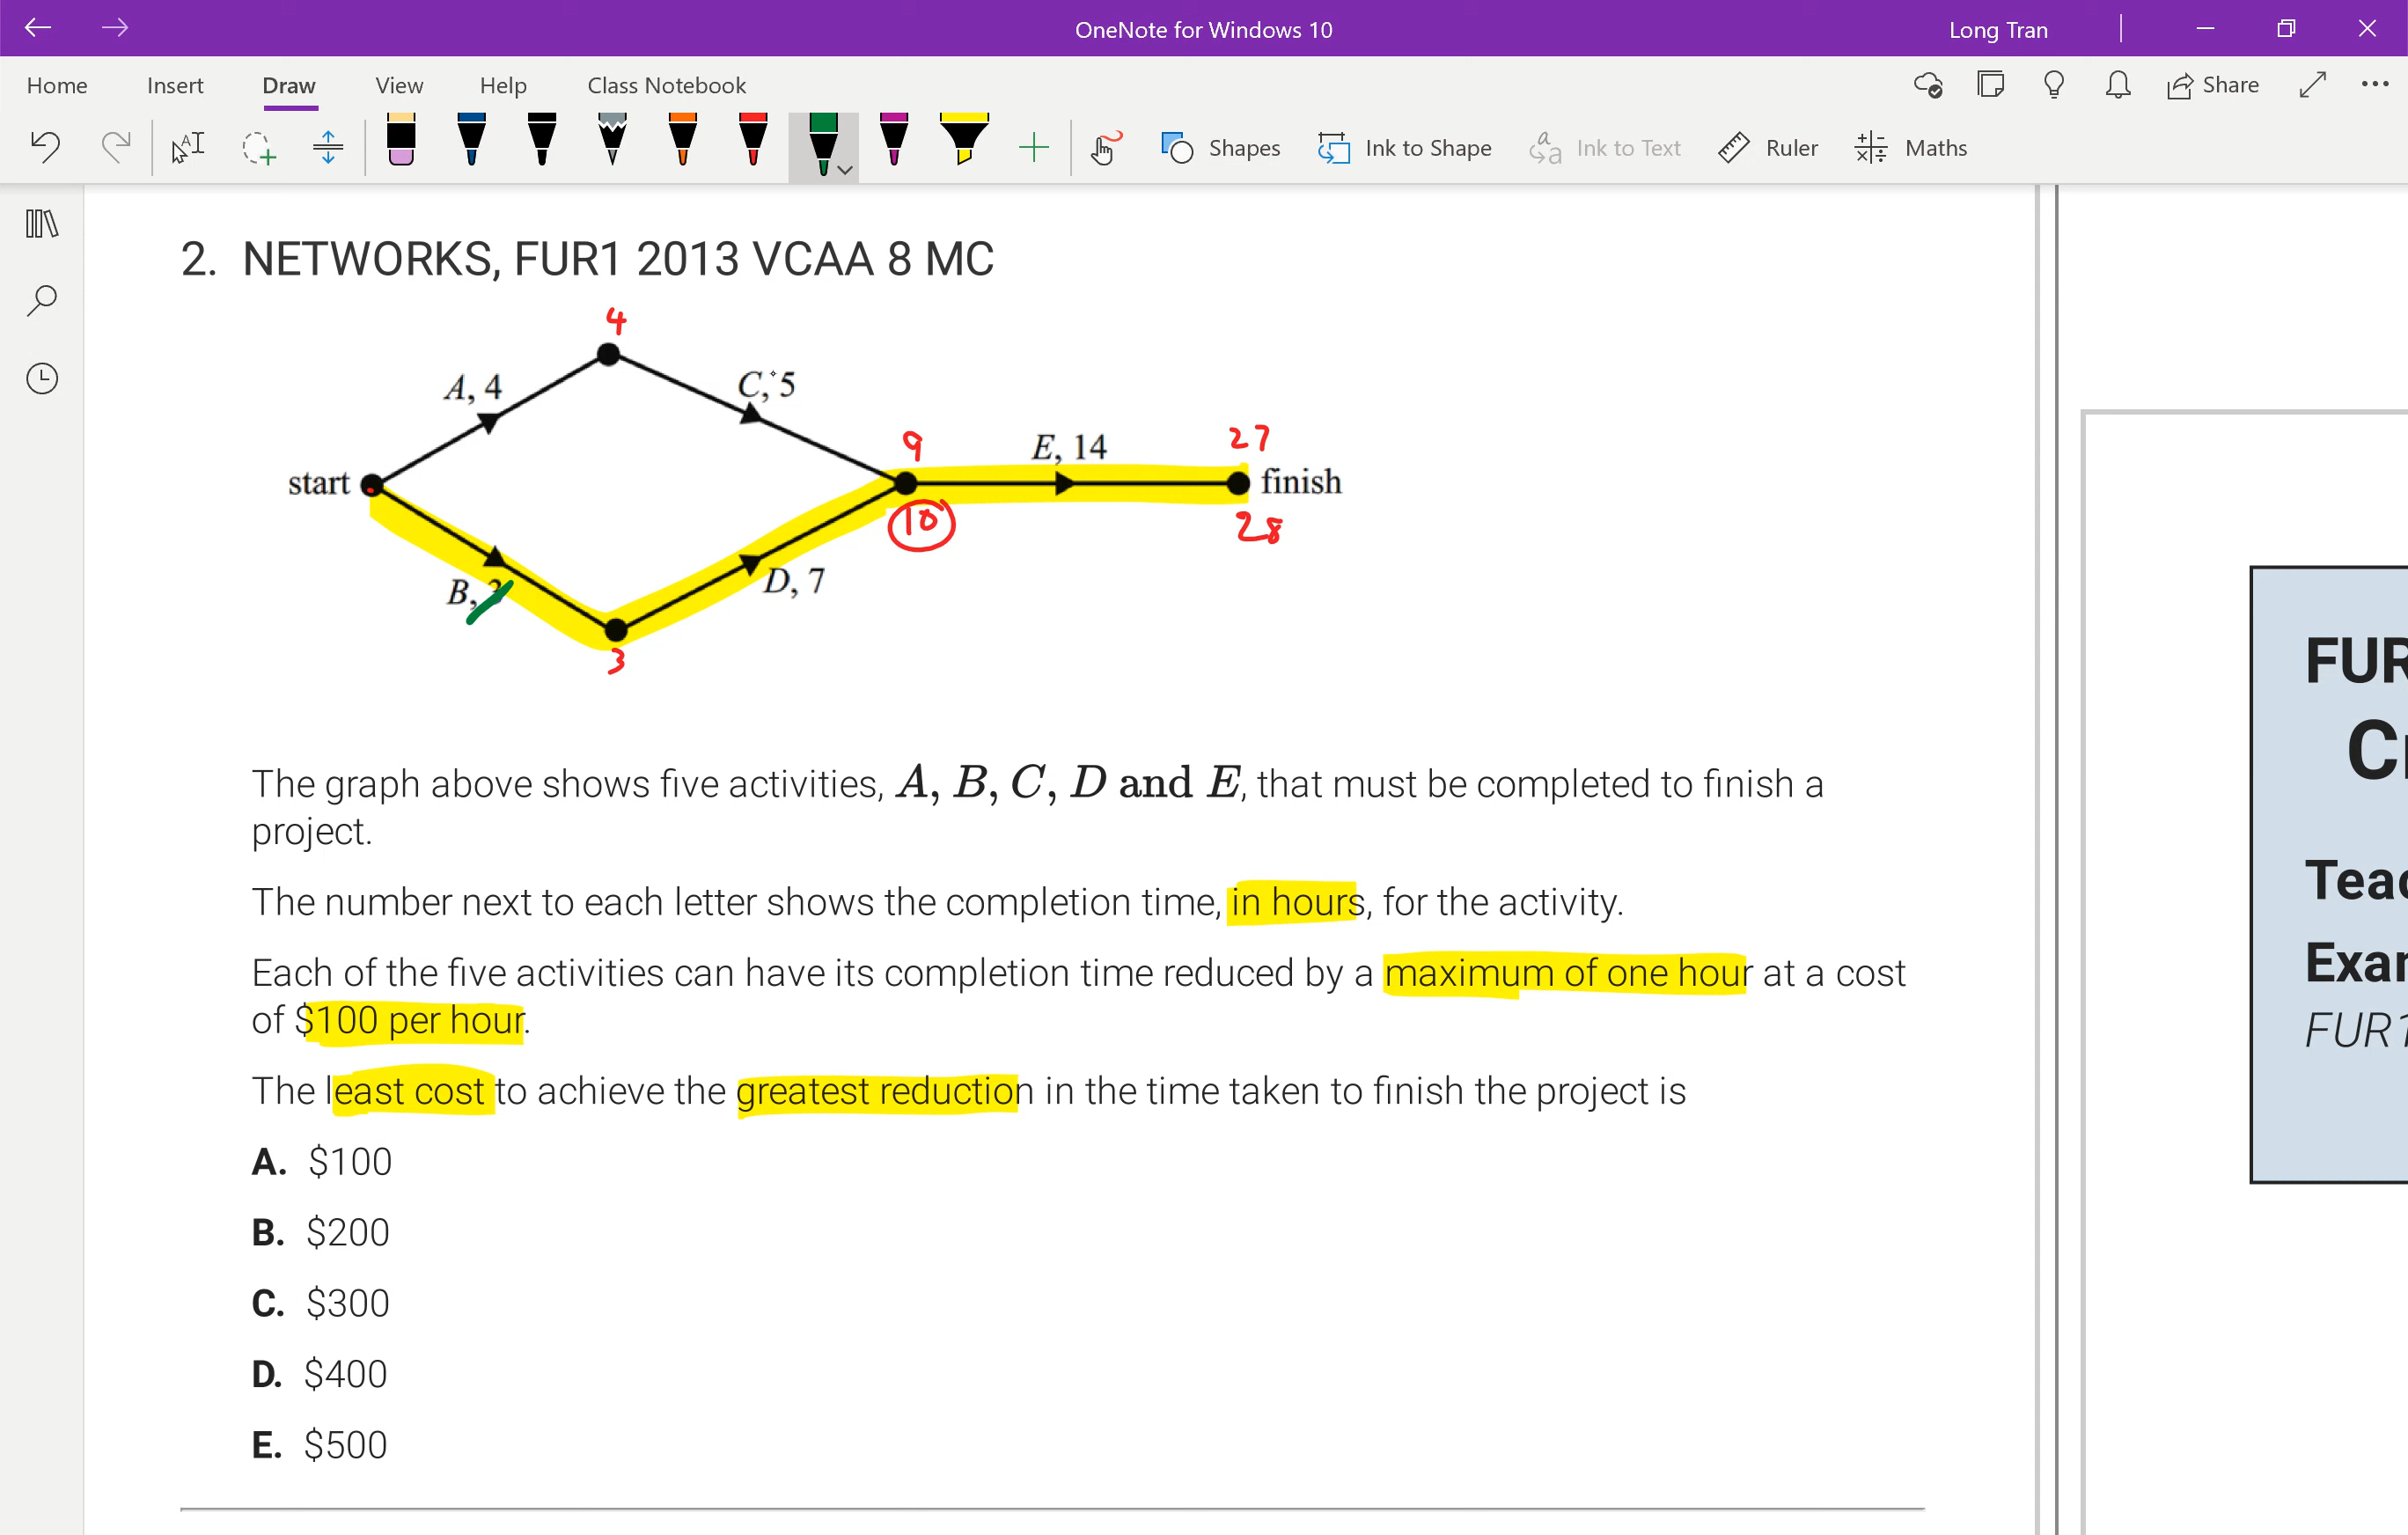 OneNote for Windows 10
Long Tran
Home Insert Draw View Help Class Notebook
Share
Shapes Ink to Shape Ink to Text Ruler Maths
2. NETWORKS, FUR1 2013 VCAA 8 MC
4
A, 4
C, 5
9
E, 14
27
start
finish
10
28
B,
D, 7
3
The graph above shows five activities, A, B, C, D and E, that must be completed to finish a
project.
The number next to each letter shows the completion time, in hours, for the activity.
Each of the five activities can have its completion time reduced by a maximum of one hour at a cost
of $100 per hour.
The least cost to achieve the greatest reduction in the time taken to finish the project is
A. $100
B. $200
C. $300
D. $400
E. $500
FUR
Teac
FUR1